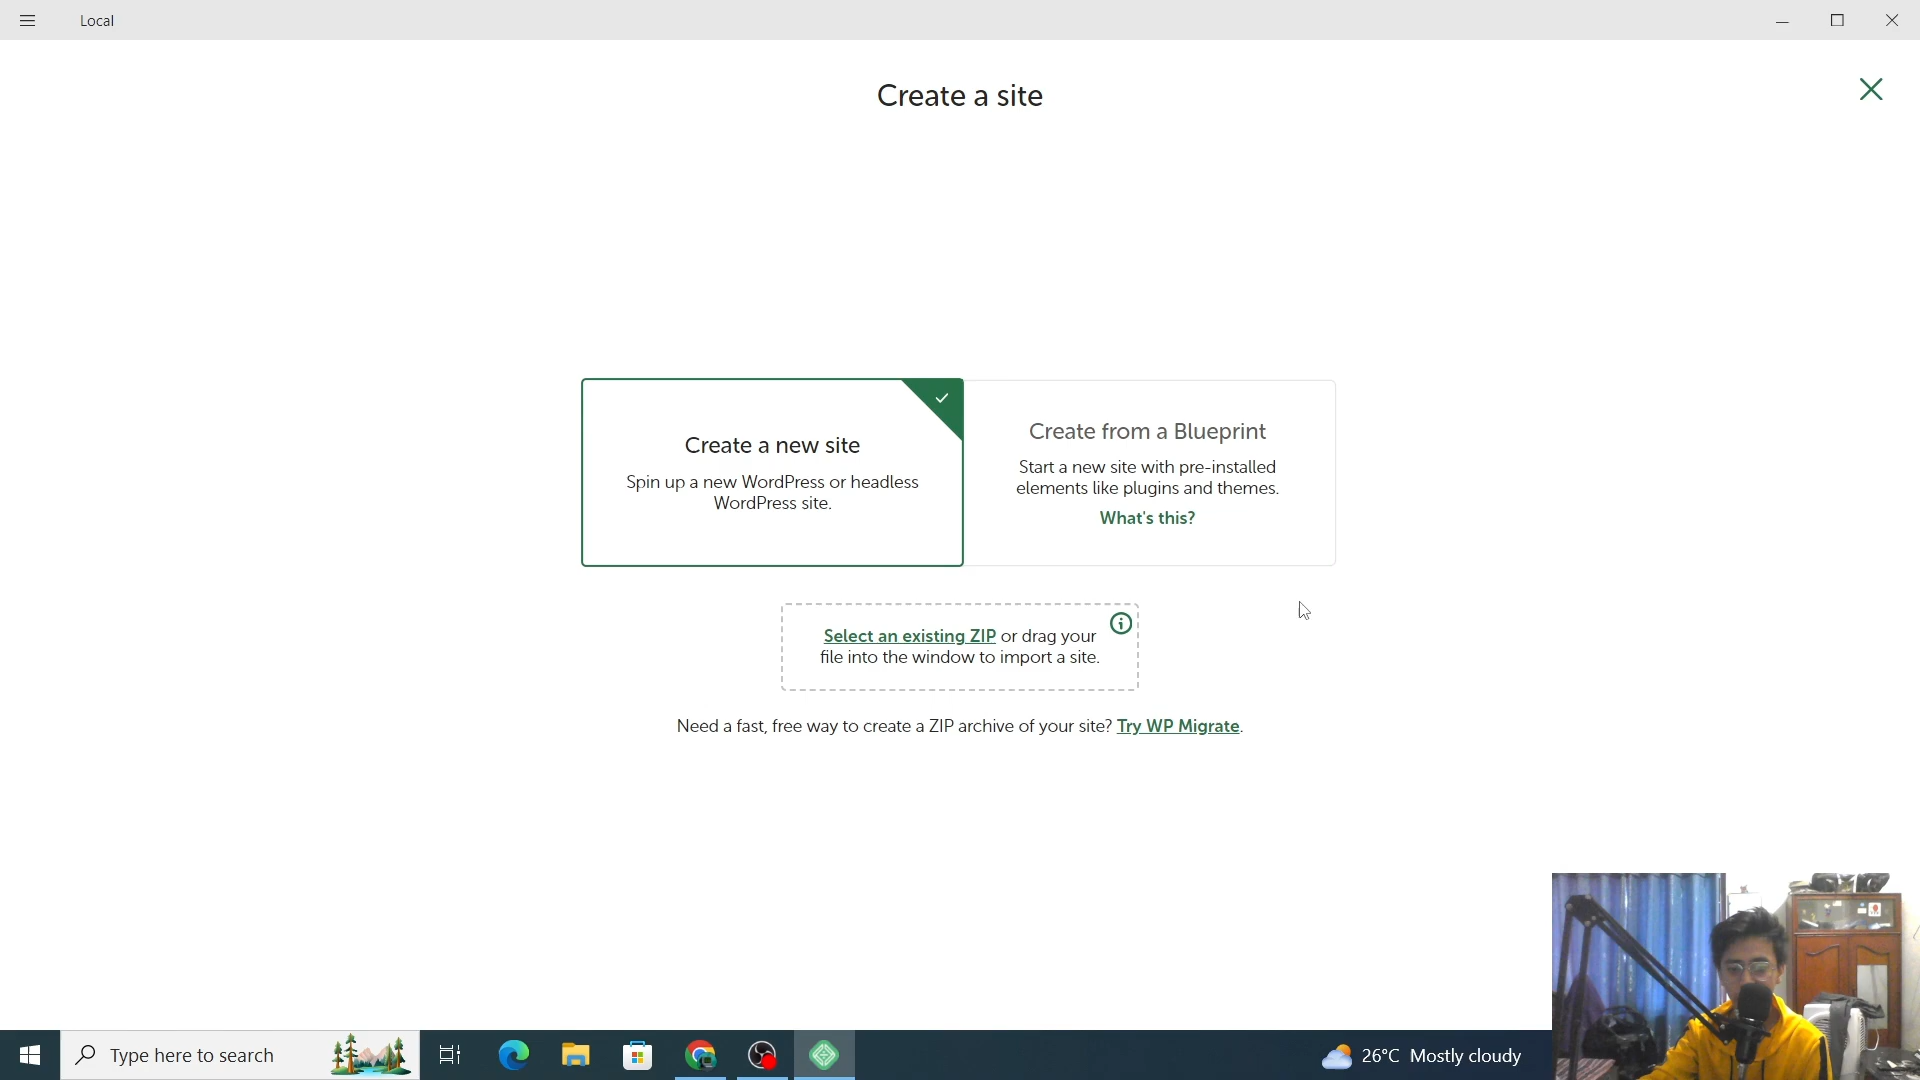 Local
Create a site
Create a new site
Spin up a new WordPress or headless
WordPress site.
Create from a Blueprint
Start a new site with pre-installed
elements like plugins and themes.
What's this?
Select an existing ZIP or drag your
file into the window to import a site.
Need a fast, free way to create a ZIP archive of your site? Try WP Migrate.
Type here to search
26°C Mostly cloudy